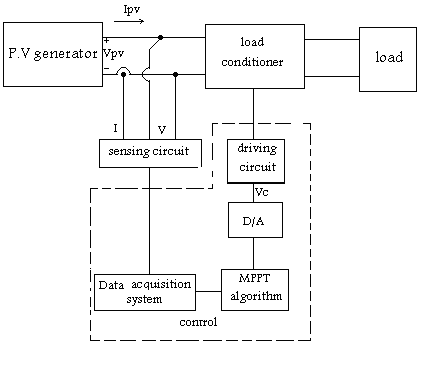 Ipv
P.V generator
+
Vpv
−
load
conditioner
load
I
V
sensing circuit
driving
circuit
Vc
D/A
Data acquisition
system
MPPT
algorithm
control